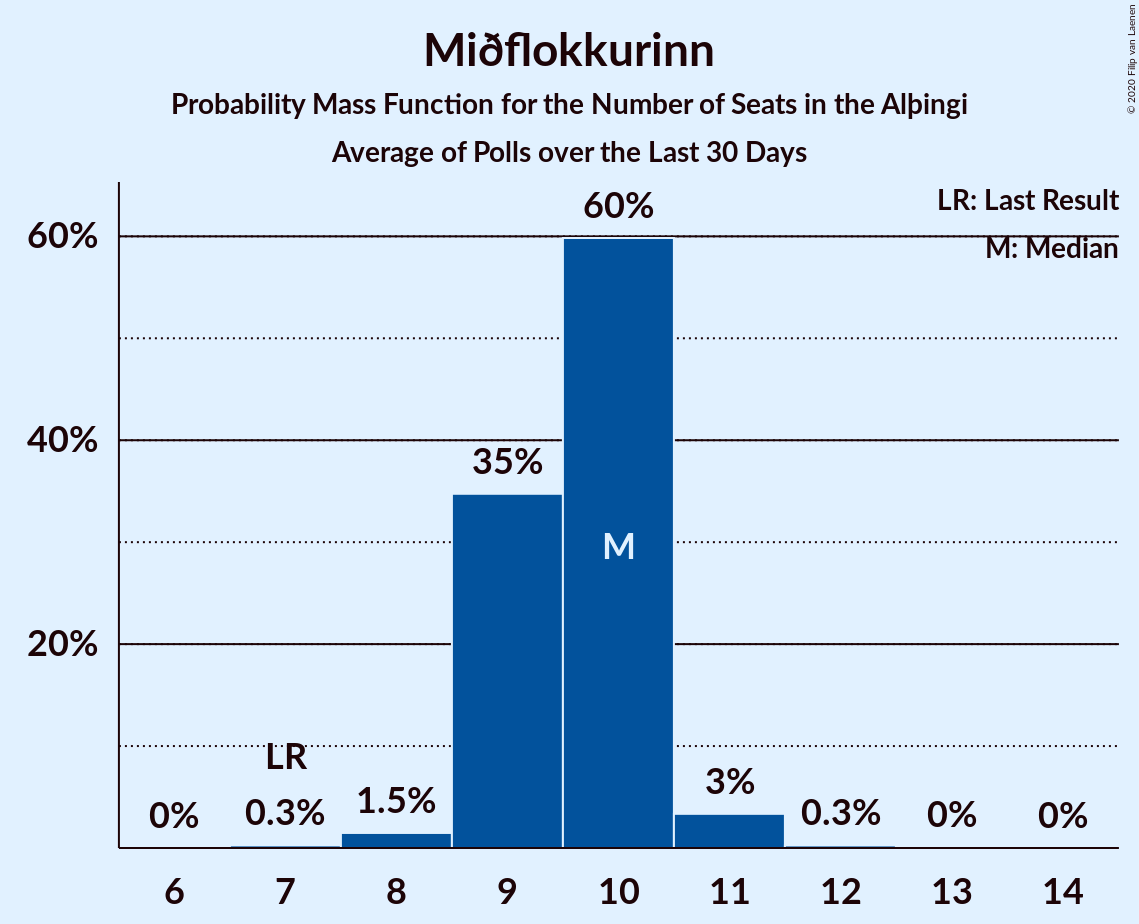 Miðflokkurinn
Probability Mass Function for the Number of Seats in the Alþingi
Average of Polls over the Last 30 Days
© 2020 Filip van Laenen
LR: Last Result
M: Median
60%
40%
20%
0%
0.3%
LR
1.5%
35%
60%
M
3%
0.3%
0%
0%
6 7 8 9 10 11 12 13 14